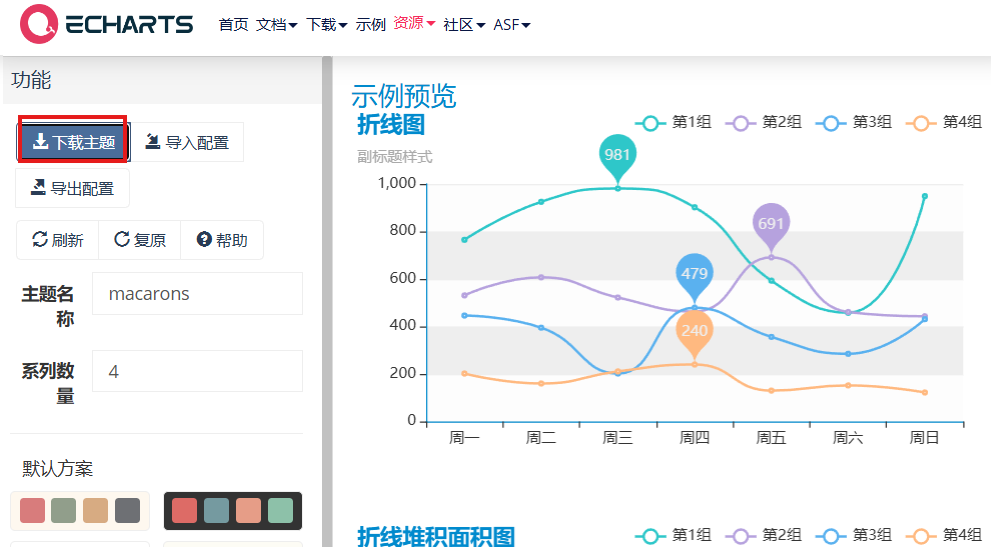 ECHARTS 首页 文档 下载 示例 资源 社区 ASF
功能
下载主题 导入配置
导出配置
刷新 复原 帮助
主题名
称
macarons
系列数
量
4
默认方案
示例预览
折线图
副标题样式
第1组 第2组 第3组 第4组
981
691
479
240
1,000
800
600
400
200
0
周一 周二 周三 周四 周五 周六 周日
折线堆积面积图
第1组 第2组 第3组 第4组